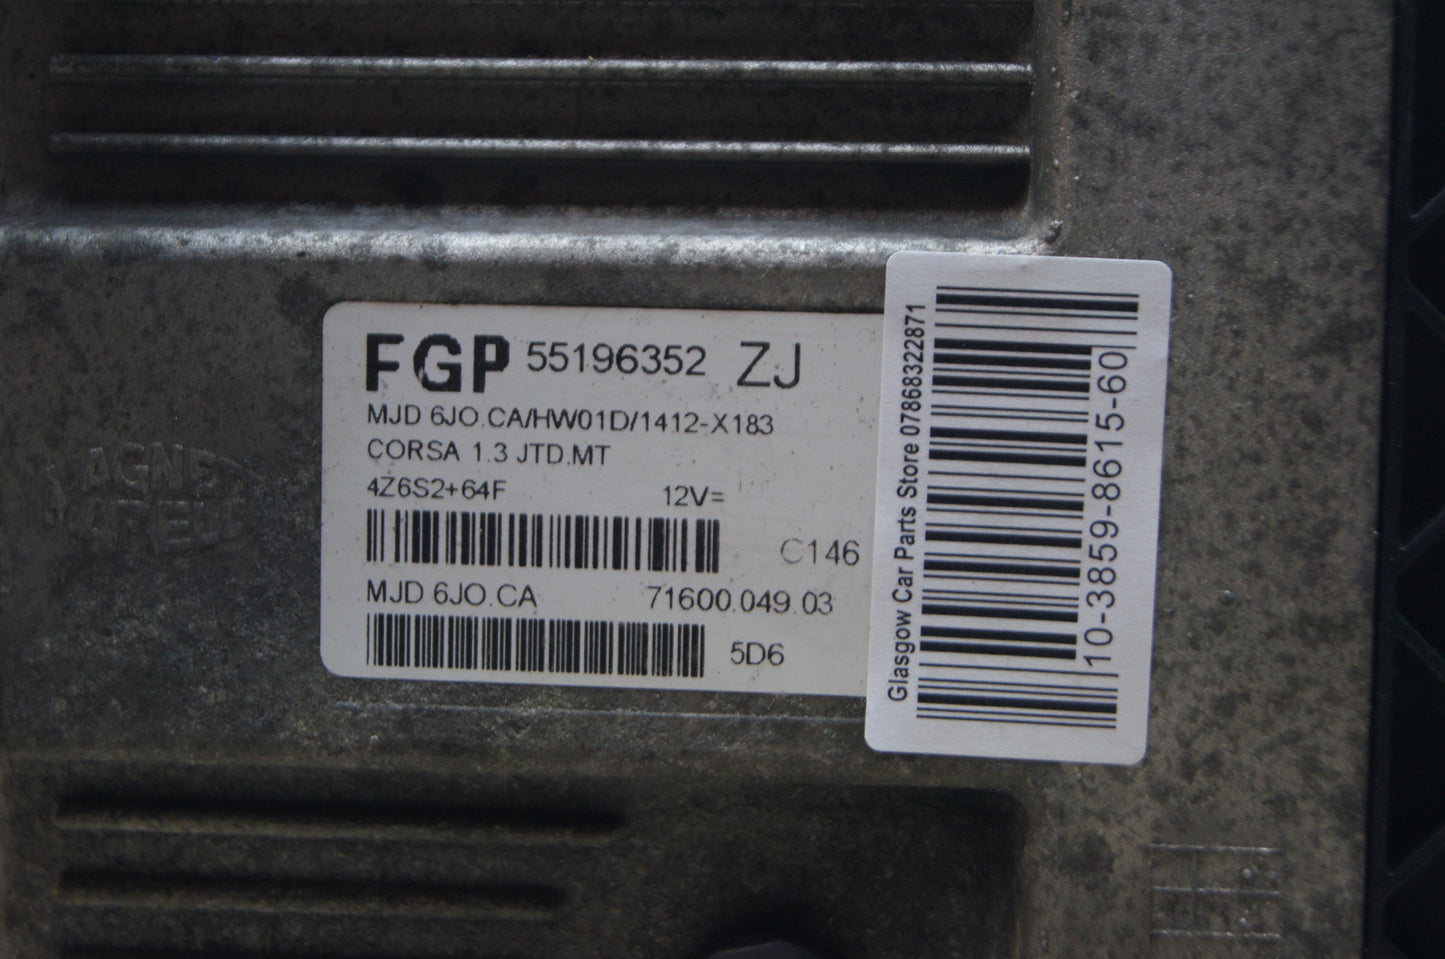 FGP 55196352 ZJ
MJD 6JO.CA/HW01D/1412-X183
CORSA 1.3 JTD.MT
4Z6S2+64F 12V=
C146
MJD 6JO.CA 71600.049.03
5D6
Glasgow Car Parts Store 07868322871
10-3859-8615-60
MAGNET